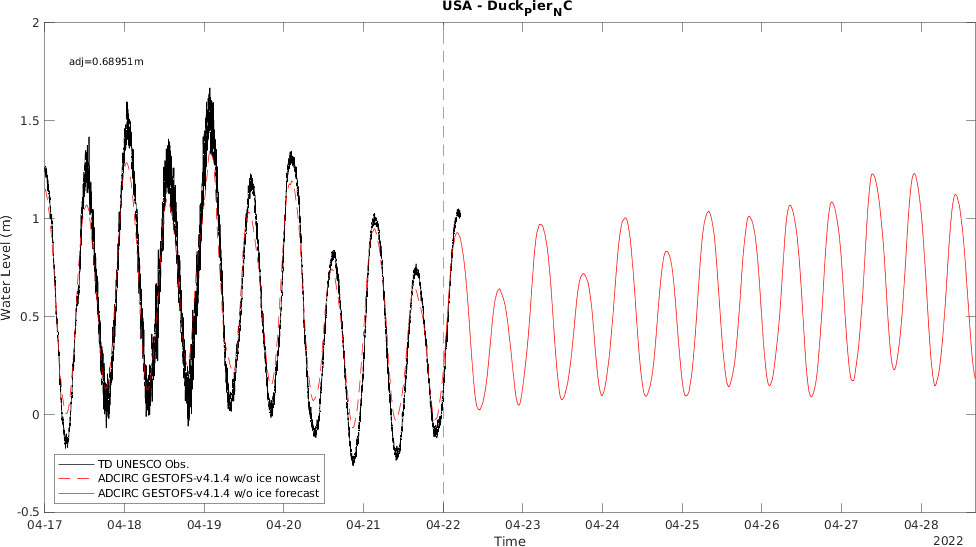 USA - Duck_Pier_NC
adj=0.68951m
Water Level (m)
2
1.5
1
0.5
0
-0.5
TD UNESCO Obs.
ADCIRC GESTOFS-v4.1.4 w/o ice nowcast
ADCIRC GESTOFS-v4.1.4 w/o ice forecast
04-17 04-18 04-19 04-20 04-21 04-22 04-23 04-24 04-25 04-26 04-27 04-28
Time
2022